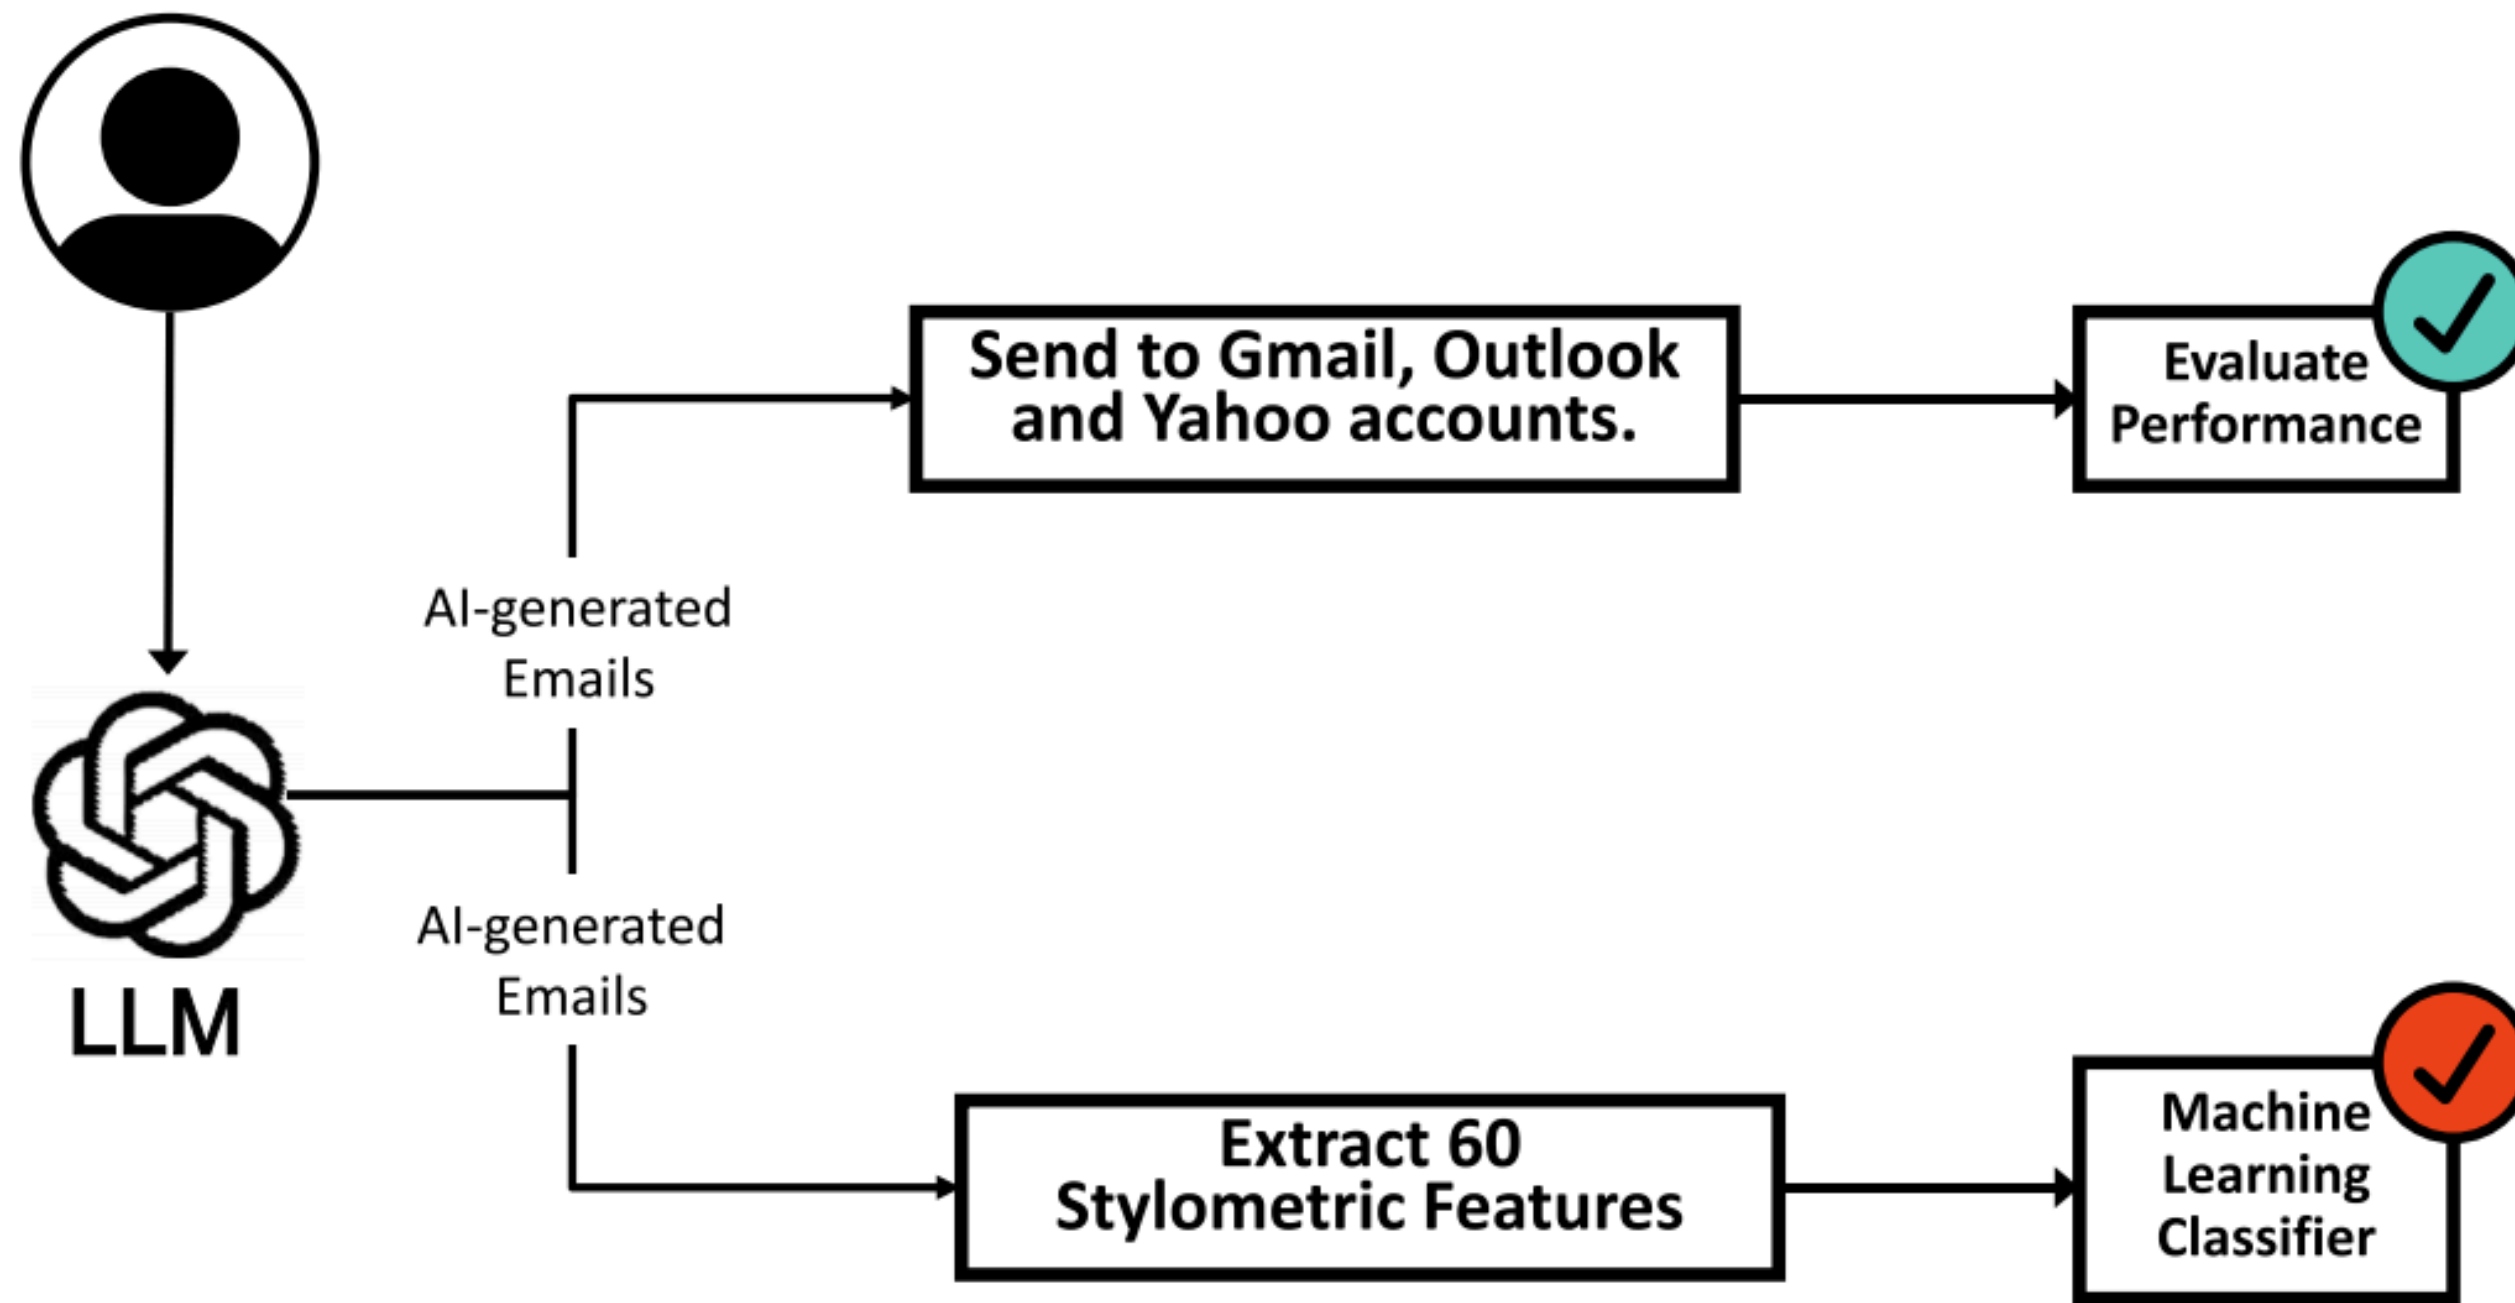 Send to Gmail, Outlook
and Yahoo accounts.
Evaluate
Performance
AI-generated
Emails
LLM
AI-generated
Emails
Extract 60
Stylometric Features
Machine
Learning
Classifier